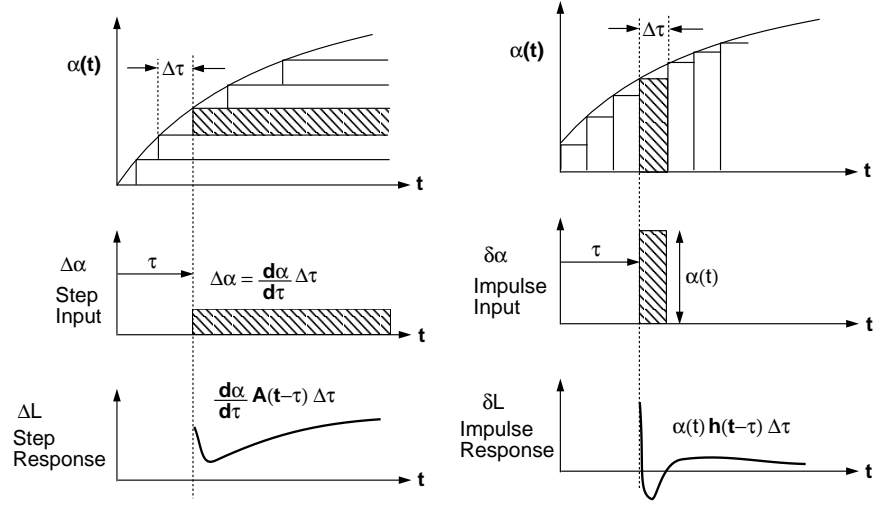 α(t)
Δτ
t
Δα
Step
Input
τ
Δα = dα/dτ Δτ
t
ΔL
Step
Response
dα/dτ A(t−τ) Δτ
t
α(t)
Δτ
t
δα
Impulse
Input
τ
α(t)
t
δL
Impulse
Response
α(t) h(t−τ) Δτ
t